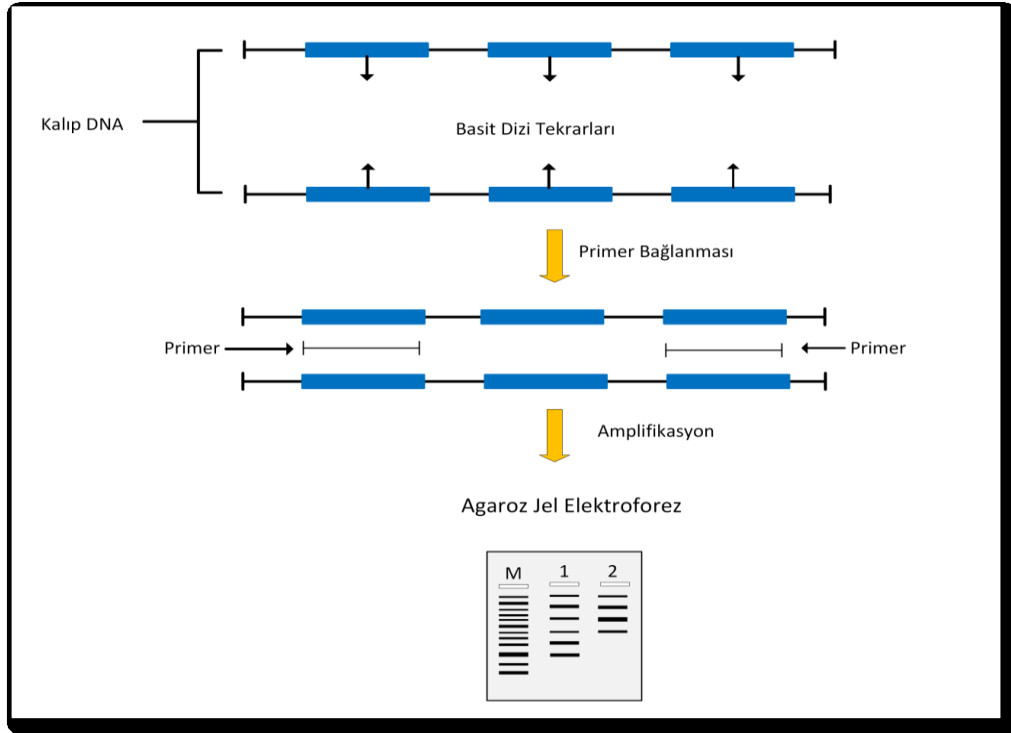 Kalıp DNA
Basit Dizi Tekrarları
Primer Bağlanması
Primer
Primer
Amplifikasyon
Agaroz Jel Elektroforez
M 1 2